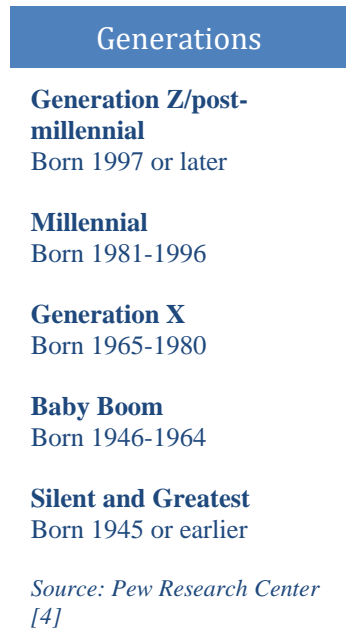 Generations
Generation Z/post-
millennial
Born 1997 or later
Millennial
Born 1981-1996
Generation X
Born 1965-1980
Baby Boom
Born 1946-1964
Silent and Greatest
Born 1945 or earlier
Source: Pew Research Center
[4]